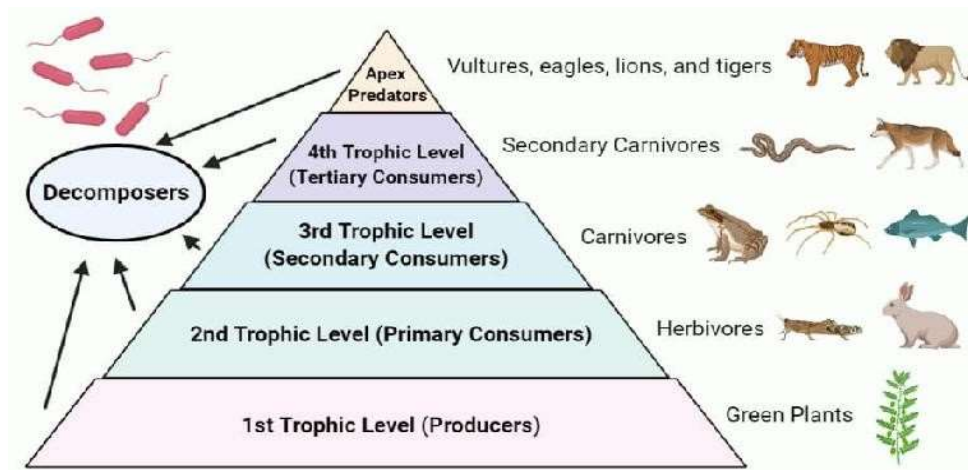 Apex
Predators
Vultures, eagles, lions, and tigers
4th Trophic Level
(Tertiary Consumers)
Secondary Carnivores
Decomposers
3rd Trophic Level
(Secondary Consumers)
Carnivores
2nd Trophic Level (Primary Consumers)
Herbivores
1st Trophic Level (Producers)
Green Plants